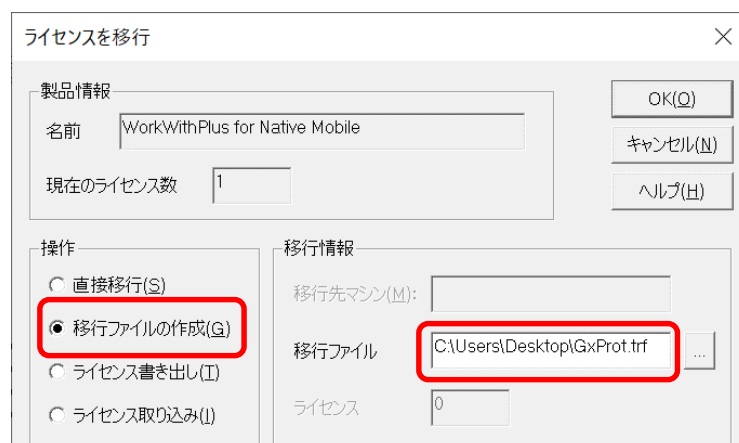 ライセンスを移行
製品情報
名前 WorkWithPlus for Native Mobile
現在のライセンス数 1
OK(O)
キャンセル(N)
ヘルプ(H)
操作
直接移行(S)
移行ファイルの作成(G)
ライセンス書き出し(T)
ライセンス取り込み(I)
移行情報
移行先マシン(M):
移行ファイル C:\Users\Desktop\GxProt.trf ...
ライセンス 0